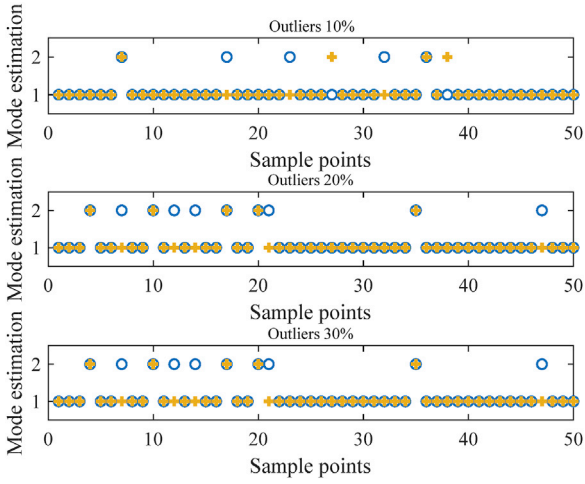 Outliers 10%
Mode estimation
2
1
0 10 20 30 40 50
Sample points
Outliers 20%
Mode estimation
2
1
0 10 20 30 40 50
Sample points
Outliers 30%
Mode estimation
2
1
0 10 20 30 40 50
Sample points